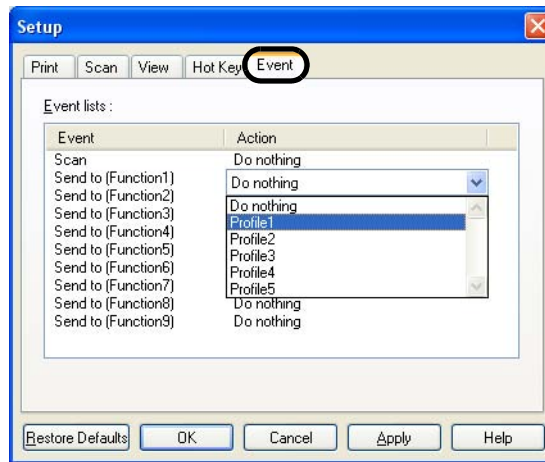 Setup
Print Scan View Hot Key Event
Event lists :
Event Action
Scan Do nothing
Send to (Function1) Do nothing
Send to (Function2) Do nothing
Send to (Function3) Profile1
Send to (Function4) Profile2
Send to (Function5) Profile3
Send to (Function6) Profile4
Send to (Function7) Profile5
Send to (Function8) Do nothing
Send to (Function9) Do nothing
Restore Defaults OK Cancel Apply Help